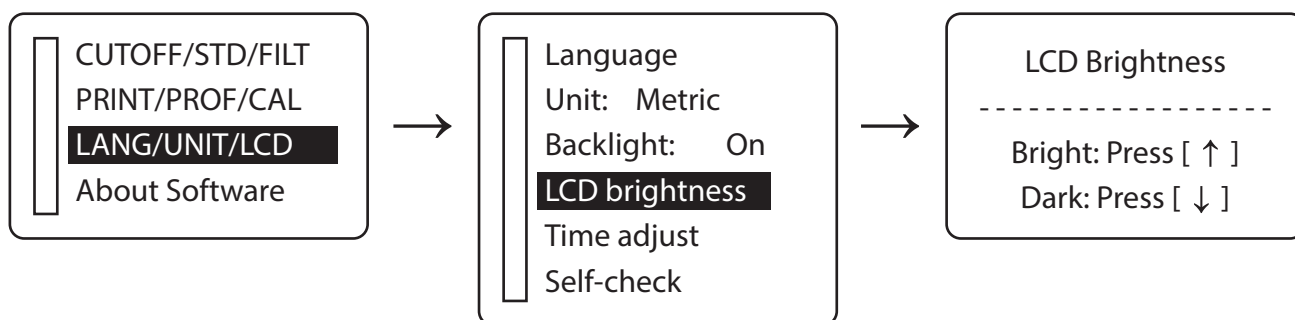 CUTOFF/STD/FILT
PRINT/PROF/CAL
LANG/UNIT/LCD
About Software
Language
Unit: Metric
Backlight: On
LCD brightness
Time adjust
Self-check
LCD Brightness
- - - - - - - - - - - - - - - - - -
Bright: Press [ ↑ ]
Dark: Press [ ↓ ]